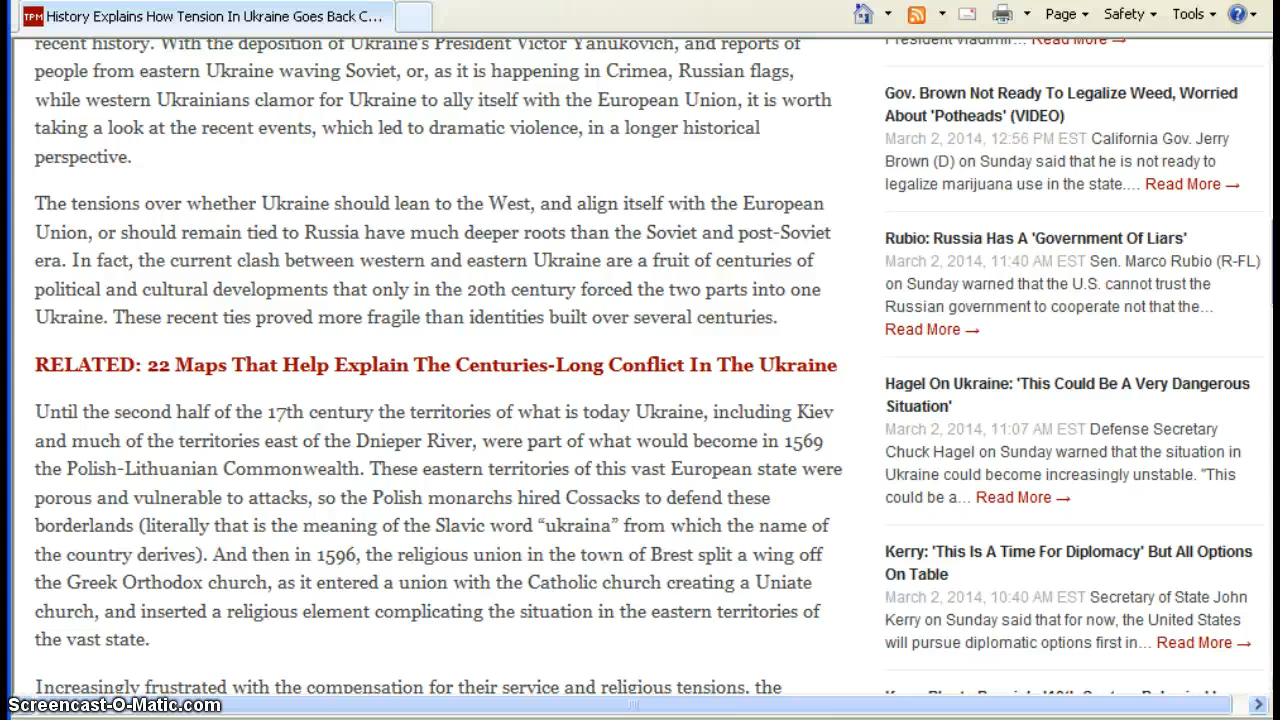 TPM History Explains How Tension In Ukraine Goes Back C...
Page
Safety
Tools
recent history. With the deposition of Ukraine's President Victor Yanukovich, and reports of
people from eastern Ukraine waving Soviet, or, as it is happening in Crimea, Russian flags,
while western Ukrainians clamor for Ukraine to ally itself with the European Union, it is worth
taking a look at the recent events, which led to dramatic violence, in a longer historical
perspective.
The tensions over whether Ukraine should lean to the West, and align itself with the European
Union, or should remain tied to Russia have much deeper roots than the Soviet and post-Soviet
era. In fact, the current clash between western and eastern Ukraine are a fruit of centuries of
political and cultural developments that only in the 20th century forced the two parts into one
Ukraine. These recent ties proved more fragile than identities built over several centuries.
RELATED: 22 Maps That Help Explain The Centuries-Long Conflict In The Ukraine
Until the second half of the 17th century the territories of what is today Ukraine, including Kiev
and much of the territories east of the Dnieper River, were part of what would become in 1569
the Polish-Lithuanian Commonwealth. These eastern territories of this vast European state were
porous and vulnerable to attacks, so the Polish monarchs hired Cossacks to defend these
borderlands (literally that is the meaning of the Slavic word “ukraina” from which the name of
the country derives). And then in 1596, the religious union in the town of Brest split a wing off
the Greek Orthodox church, as it entered a union with the Catholic church creating a Uniate
church, and inserted a religious element complicating the situation in the eastern territories of
the vast state.
Increasingly frustrated with the compensation for their service and religious tensions, the
President Vladimir... Read More →
Gov. Brown Not Ready To Legalize Weed, Worried
About 'Potheads' (VIDEO)
March 2, 2014, 12:56 PM EST California Gov. Jerry
Brown (D) on Sunday said that he is not ready to
legalize marijuana use in the state.... Read More →
Rubio: Russia Has A 'Government Of Liars'
March 2, 2014, 11:40 AM EST Sen. Marco Rubio (R-FL)
on Sunday warned that the U.S. cannot trust the
Russian government to cooperate not that the...
Read More →
Hagel On Ukraine: 'This Could Be A Very Dangerous
Situation'
March 2, 2014, 11:07 AM EST Defense Secretary
Chuck Hagel on Sunday warned that the situation in
Ukraine could become increasingly unstable. "This
could be a... Read More →
Kerry: 'This Is A Time For Diplomacy' But All Options
On Table
March 2, 2014, 10:40 AM EST Secretary of State John
Kerry on Sunday said that for now, the United States
will pursue diplomatic options first in... Read More →
Screencast-O-Matic.com